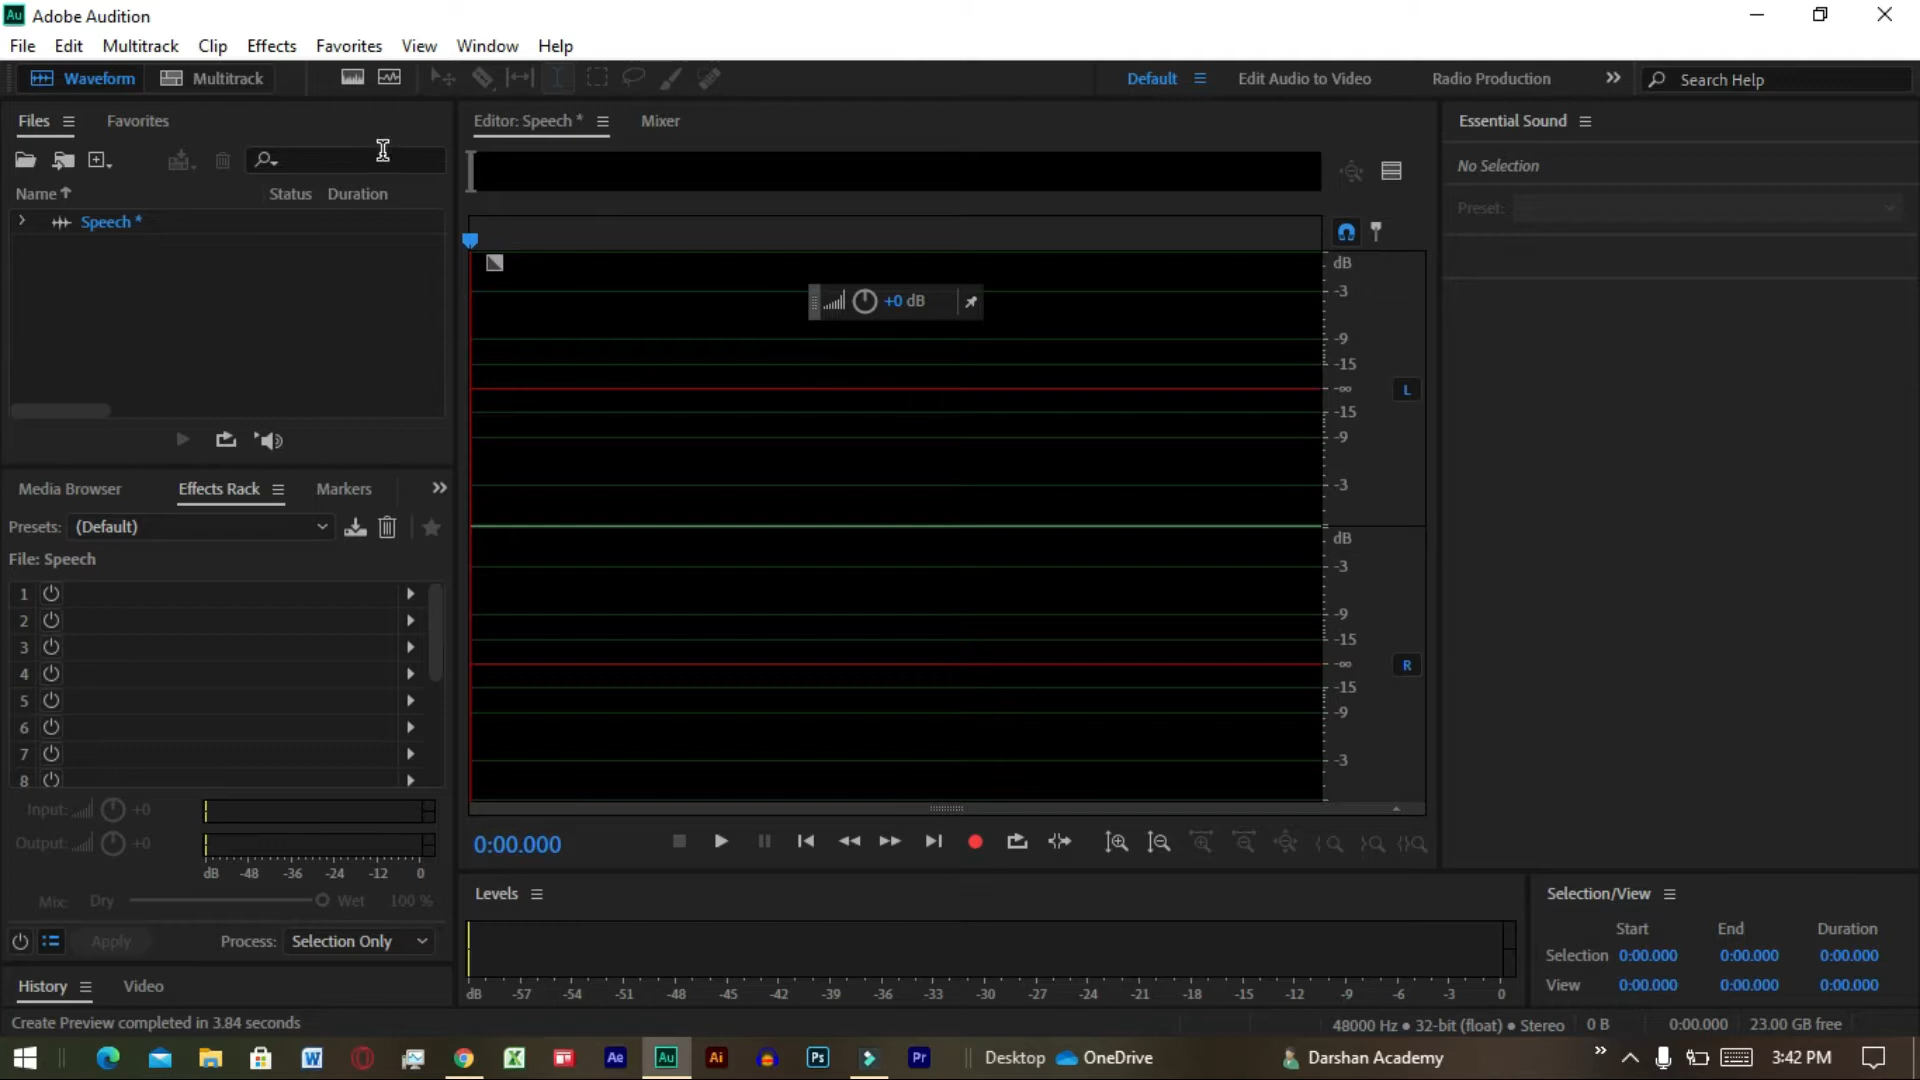 Au Adobe Audition
File Edit Multitrack Clip Effects Favorites View Window Help
Waveform Multitrack Default Edit Audio to Video Radio Production Search Help
Files Favorites
Name Status Duration
Speech *
Editor: Speech * Mixer
+0 dB
dB
-3
-9
-15
-∞
-15
-9
-3
L
dB
-3
-9
-15
-∞
-15
-9
-3
R
Essential Sound
No Selection
Preset:
Media Browser Effects Rack Markers
Presets: (Default)
File: Speech
1
2
3
4
5
6
7
8
Input: +0
Output: +0
dB -48 -36 -24 -12 0
Mix: Dry Wet 100 %
Apply Process: Selection Only
History Video
0:00.000
Levels
dB -57 -54 -51 -48 -45 -42 -39 -36 -33 -30 -27 -24 -21 -18 -15 -12 -9 -6 -3 0
Selection/View
Start End Duration
Selection 0:00.000 0:00.000 0:00.000
View 0:00.000 0:00.000 0:00.000
Create Preview completed in 3.84 seconds
48000 Hz ● 32-bit (float) ● Stereo 0 B 0:00.000 23.00 GB free
W Ae Au Ai Ps Pr Desktop OneDrive Darshan Academy 3:42 PM